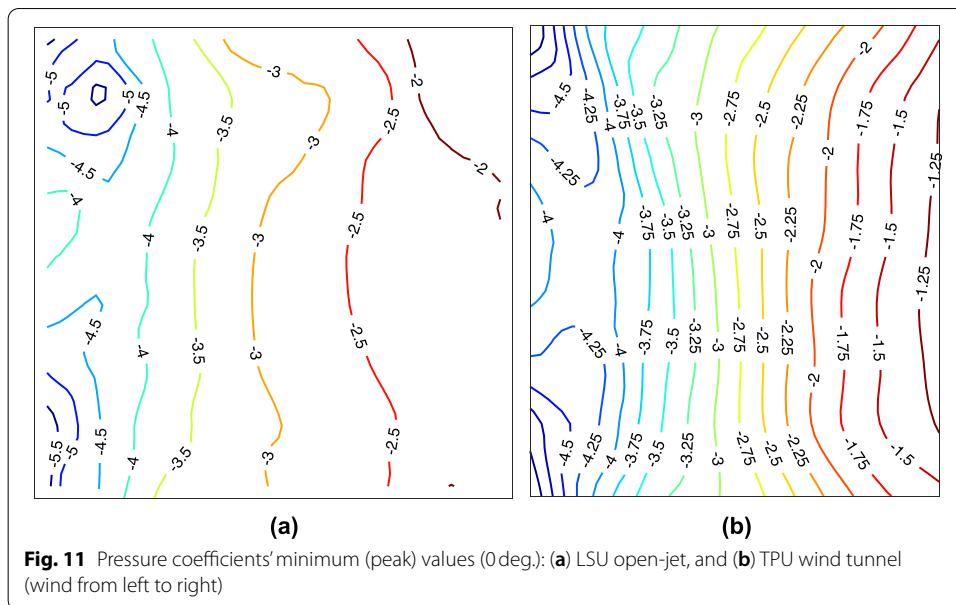 -5 -5 -5 -4.5 -4 -3.5 -3 -3 -2.5 -2 -2
-4.5 -4 -4 -3.5 -3 -2.5
-4.5 -4 -3.5 -3 -2.5
-5.5 -5 -4.5 -4 -3.5 -3 -2.5
-4.5 -4.25 -4 -3.75 -3.5 -3.25 -3 -2.75 -2.5 -2.25 -2 -1.75 -1.5 -1.25
-4.25 -4 -4 -3.75 -3.5 -3.25 -3 -2.75 -2.5 -2.25 -2 -1.75 -1.5 -1.25
-4.25 -4 -3.75 -3.5 -3.25 -3 -2.75 -2.5 -2.25 -2 -1.75 -1.5
-4.5 -4.25 -4 -3.75 -3.5 -3.25 -3 -2.75 -2.5 -2.25 -1.75 -1.5
(a)
(b)
Fig. 11 Pressure coefficients' minimum (peak) values (0 deg.): (a) LSU open-jet, and (b) TPU wind tunnel
(wind from left to right)